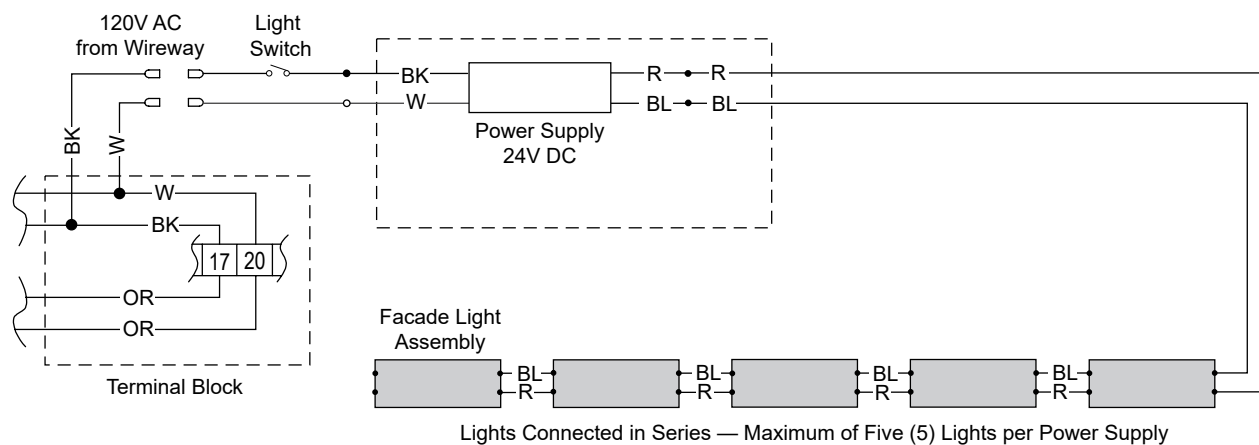 120V AC
from Wireway
Light
Switch
BK
W
R
R
BL
BL
Power Supply
24V DC
BK
W
W
BK
17
20
OR
OR
Terminal Block
Facade Light
Assembly
BL
R
BL
R
BL
R
BL
R
Lights Connected in Series — Maximum of Five (5) Lights per Power Supply